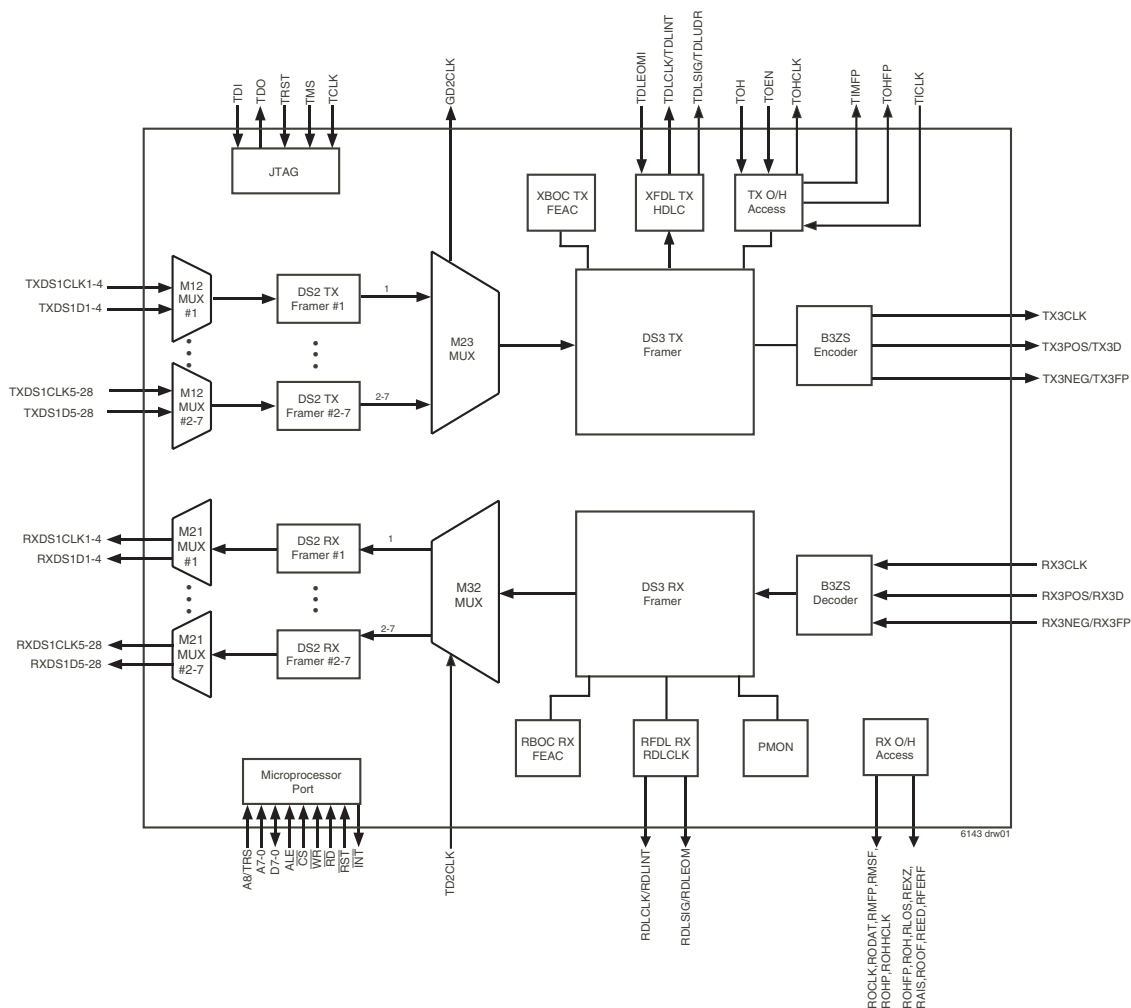 TDI
TDO
TRST
TMS
TCLK
GD2CLK
TDLEOMI
TDLCLK/TDLINT
TDLSIG/TDLUDR
TOH
TOEN
TOHCLK
TIMFP
TOHFP
TICLK
JTAG
XBOC TX
FEAC
XFDL TX
HDLC
TX O/H
Access
TXDS1CLK1-4
TXDS1D1-4
M12
MUX
#1
DS2 TX
Framer #1
1
M23
MUX
DS3 TX
Framer
B3ZS
Encoder
TX3CLK
TX3POS/TX3D
TX3NEG/TX3FP
TXDS1CLK5-28
TXDS1D5-28
M12
MUX
#2-7
DS2 TX
Framer #2-7
2-7
RXDS1CLK1-4
RXDS1D1-4
M21
MUX
#1
DS2 RX
Framer #1
1
M32
MUX
DS3 RX
Framer
B3ZS
Decoder
RX3CLK
RX3POS/RX3D
RX3NEG/RX3FP
RXDS1CLK5-28
RXDS1D5-28
M21
MUX
#2-7
DS2 RX
Framer #2-7
2-7
RBOC RX
FEAC
RFDL RX
RDLCLK
PMON
RX O/H
Access
Microprocessor
Port
6143 drw01
A8/TRS
A7-0
D7-0
ALE
CS
WR
RD
RST
INT
TD2CLK
RDLCLK/RDLINT
RDLSIG/RDLEOM
ROCLK,RODAT,RMFP,RMSF,
ROHP,ROHHCLK
ROHFP,ROH,RLOS,REXZ,
RAIS,ROOF,REED,RFERF